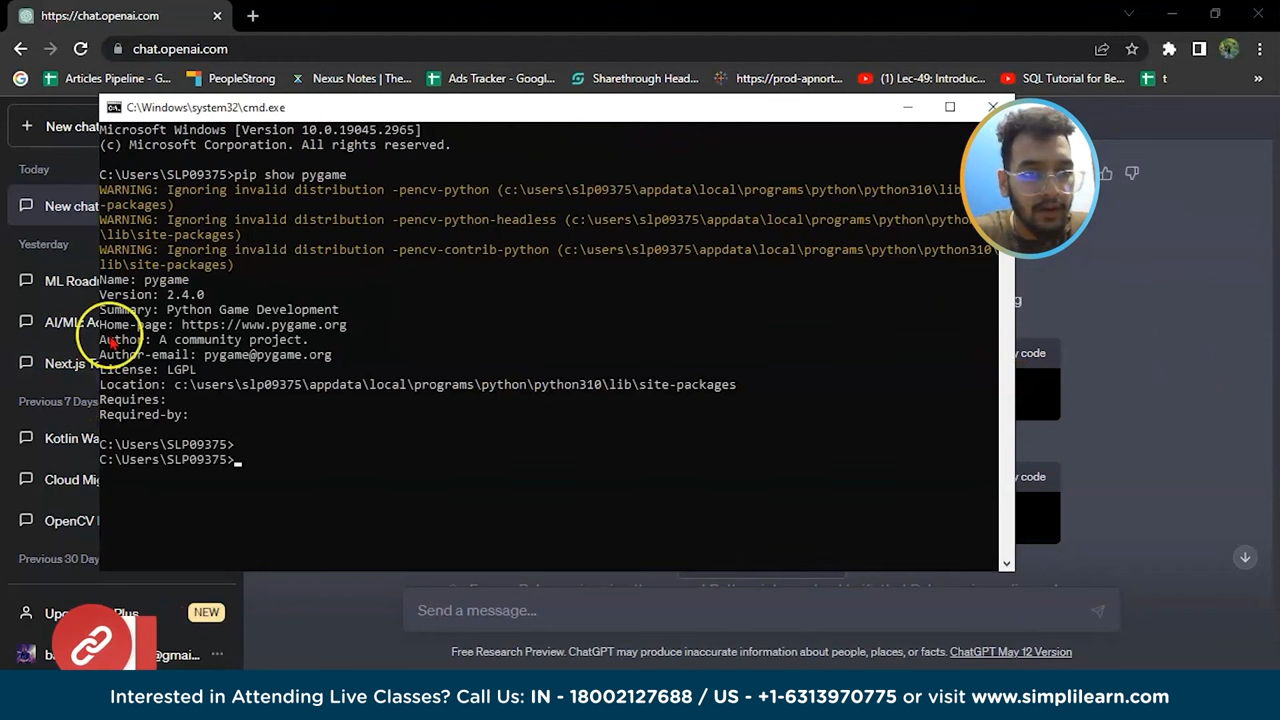 https://chat.openai.com
chat.openai.com
Articles Pipeline - G...
PeopleStrong
Nexus Notes | The...
Ads Tracker - Googl...
Sharethrough Head...
https://prod-apnort...
(1) Lec-49: Introduc...
SQL Tutorial for Be...
t
»
New chat
Today
New chat
Yesterday
ML Road
AI/ML: Ac
Next.js T
Previous 7 Days
Kotlin Wa
Cloud Mig
OpenCV
Previous 30 Da
Plus
NEW
@gmai...
C:\Windows\system32\cmd.exe
Microsoft Windows [Version 10.0.19045.2965]
(c) Microsoft Corporation. All rights reserved.
C:\Users\SLP09375>pip show pygame
WARNING: Ignoring invalid distribution -pencv-python (c:\users\slp09375\appdata\local\programs\python\python310\lib
-packages)
WARNING: Ignoring invalid distribution -pencv-python-headless (c:\users\slp09375\appdata\local\programs\python\python
\lib\site-packages)
WARNING: Ignoring invalid distribution -pencv-contrib-python (c:\users\slp09375\appdata\local\programs\python\python310\
lib\site-packages)
Name: pygame
Version: 2.4.0
Summary: Python Game Development
Home-page: https://www.pygame.org
Author: A community project.
Author-email: pygame@pygame.org
License: LGPL
Location: c:\users\slp09375\appdata\local\programs\python\python310\lib\site-packages
Requires:
Required-by:
C:\Users\SLP09375>
C:\Users\SLP09375>
y code
y code
Send a message...
Free Research Preview. ChatGPT may produce inaccurate information about people, places, or facts. ChatGPT May 12 Version
Interested in Attending Live Classes? Call Us: IN - 18002127688 / US - +1-6313970775 or visit www.simplilearn.com